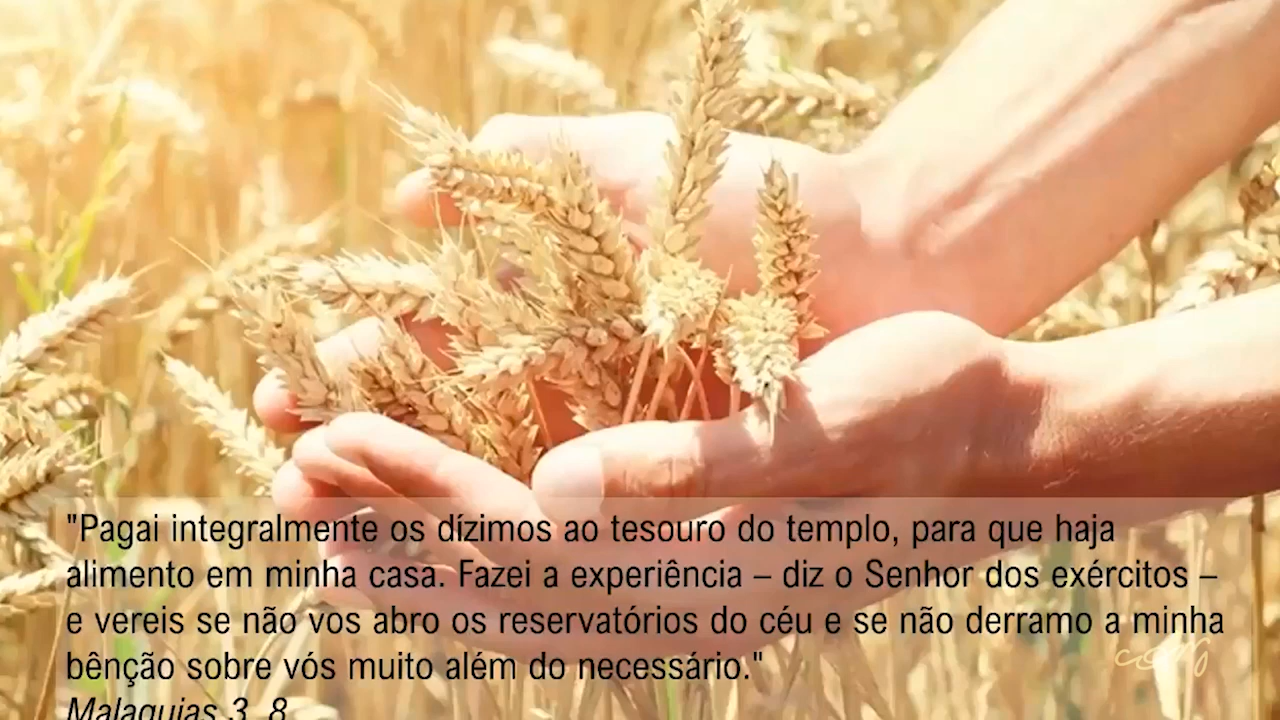 "Pagai integralmente os dízimos ao tesouro do templo, para que haja
alimento em minha casa. Fazei a experiência – diz o Senhor dos exércitos –
e vereis se não vos abro os reservatórios do céu e se não derramo a minha
bênção sobre vós muito além do necessário."
Malaquias 3, 8